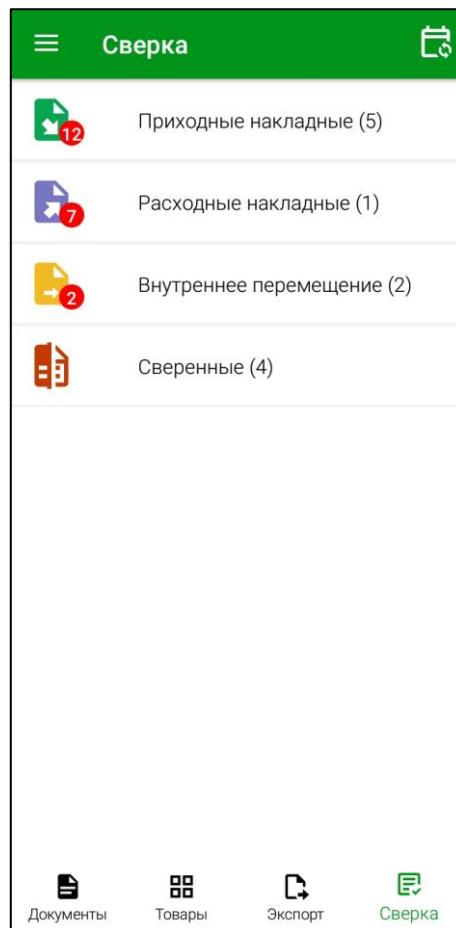 Сверка
12
Приходные накладные (5)
7
Расходные накладные (1)
2
Внутреннее перемещение (2)
Сверенные (4)
Документы
Товары
Экспорт
Сверка